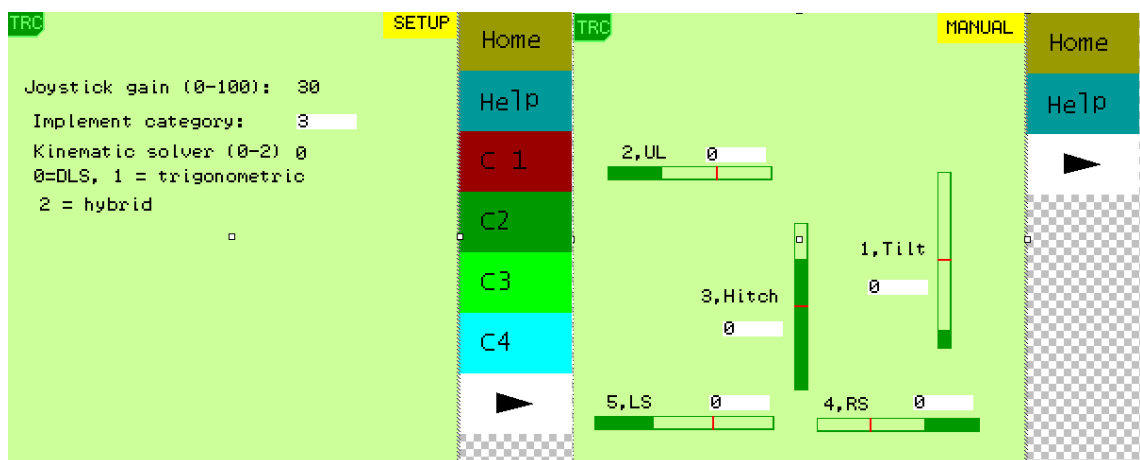 TRC
SETUP
Joystick gain (0-100): 30
Implement category: 3
Kinematic solver (0-2) 0
0=DLS, 1 = trigonometric
2 = hybrid
Home
Help
C 1
C2
C3
C4
TRC
MANUAL
2,UL 0
1,Tilt
0
3,Hitch
0
5,LS 0
4,RS 0
Home
Help